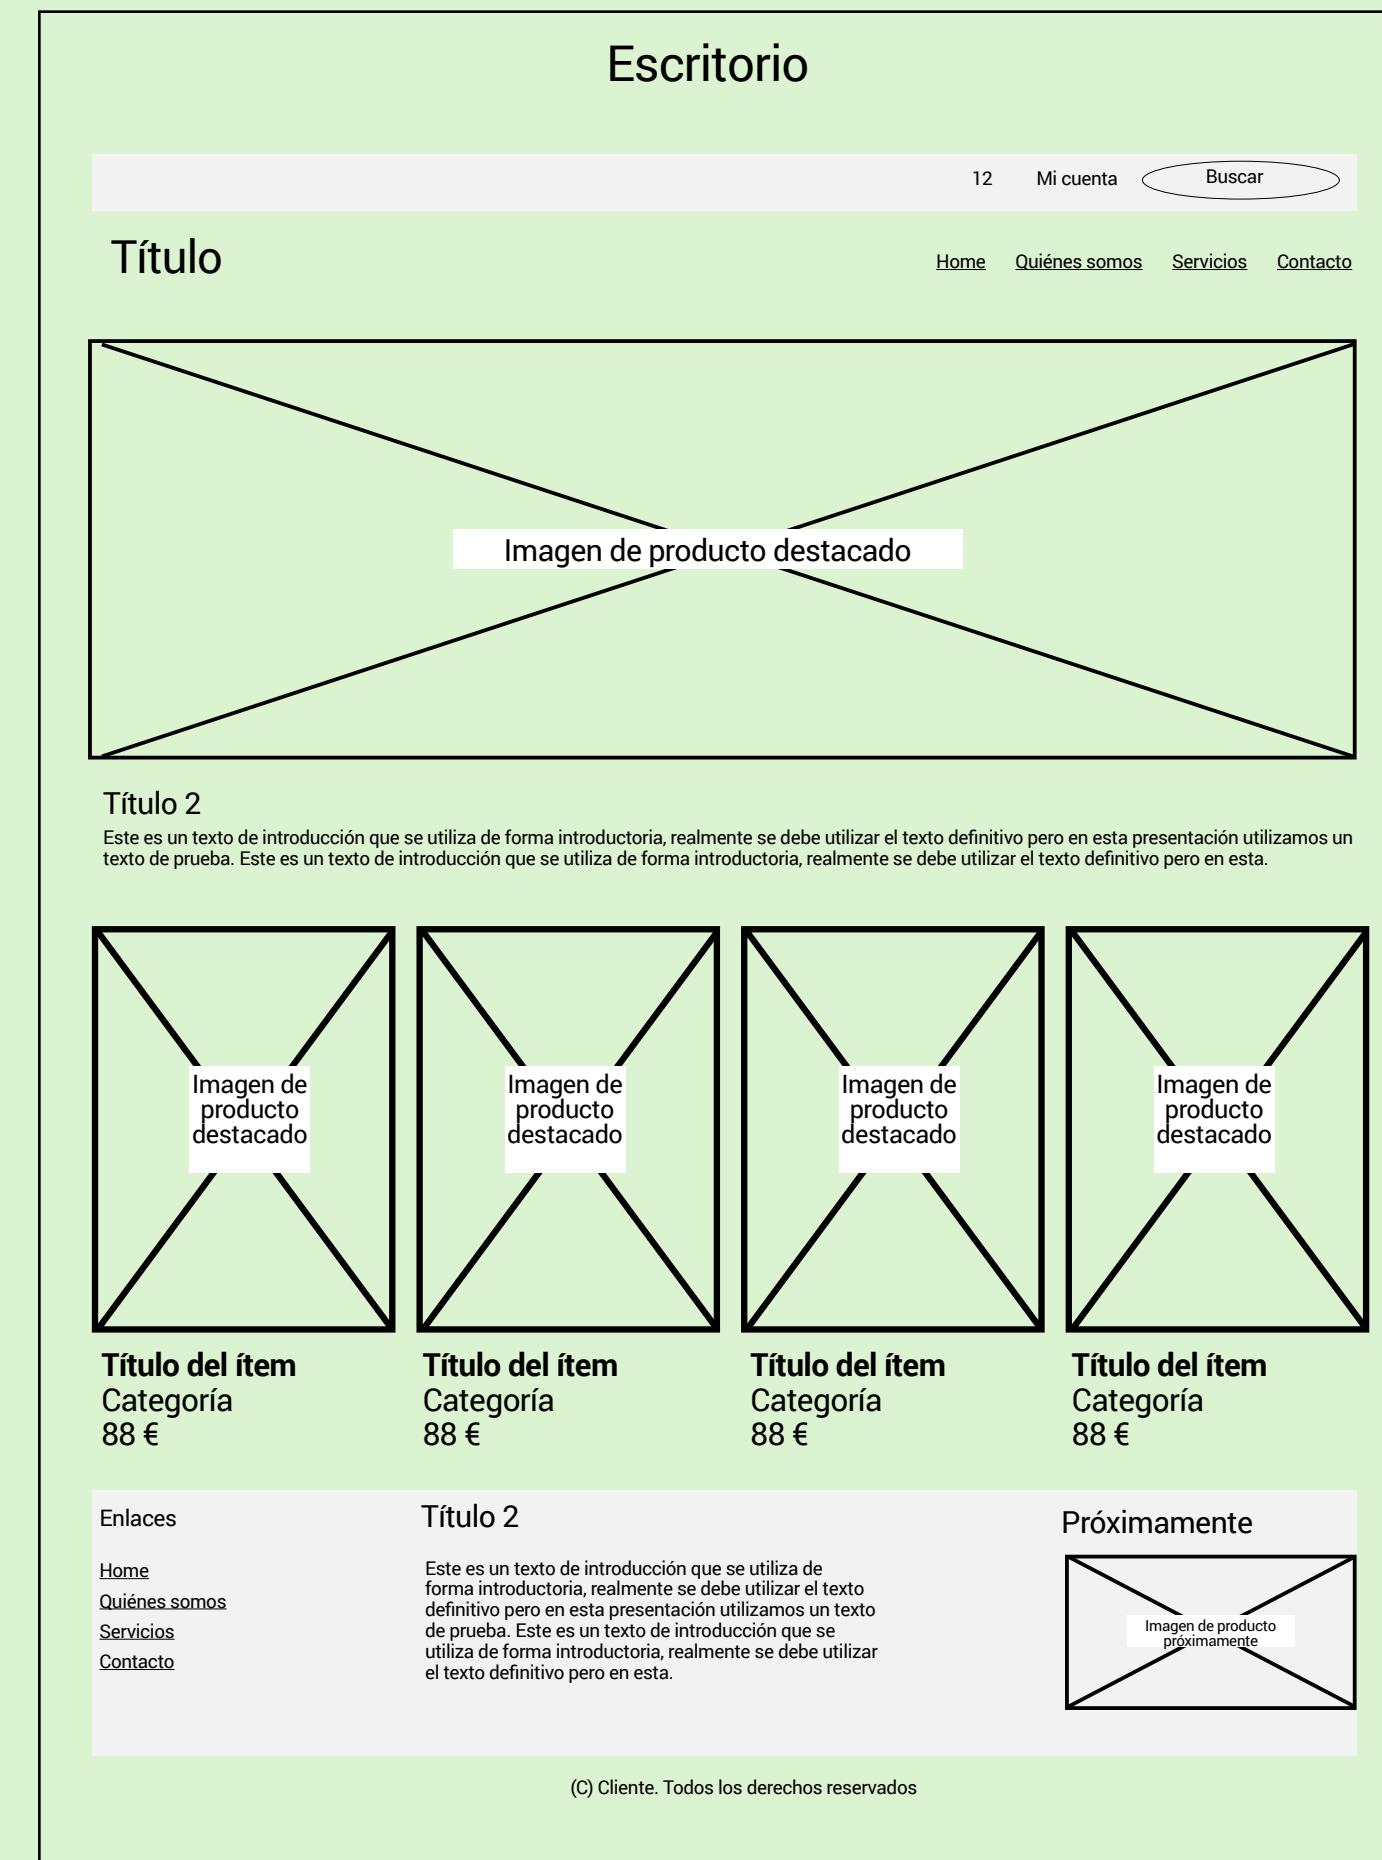 Escritorio
12 Mi cuenta Buscar
Título
Home Quiénes somos Servicios Contacto
Imagen de producto destacado
Título 2
Este es un texto de introducción que se utiliza de forma introductoria, realmente se debe utilizar el texto definitivo pero en esta presentación utilizamos un
texto de prueba. Este es un texto de introducción que se utiliza de forma introductoria, realmente se debe utilizar el texto definitivo pero en esta.
Imagen de
producto
destacado
Imagen de
producto
destacado
Imagen de
producto
destacado
Imagen de
producto
destacado
Título del ítem
Categoría
88 €
Título del ítem
Categoría
88 €
Título del ítem
Categoría
88 €
Título del ítem
Categoría
88 €
Enlaces
Home
Quiénes somos
Servicios
Contacto
Título 2
Este es un texto de introducción que se utiliza de
forma introductoria, realmente se debe utilizar el texto
definitivo pero en esta presentación utilizamos un texto
de prueba. Este es un texto de introducción que se
utiliza de forma introductoria, realmente se debe utilizar
el texto definitivo pero en esta.
Próximamente
Imagen de producto
próximamente
(C) Cliente. Todos los derechos reservados